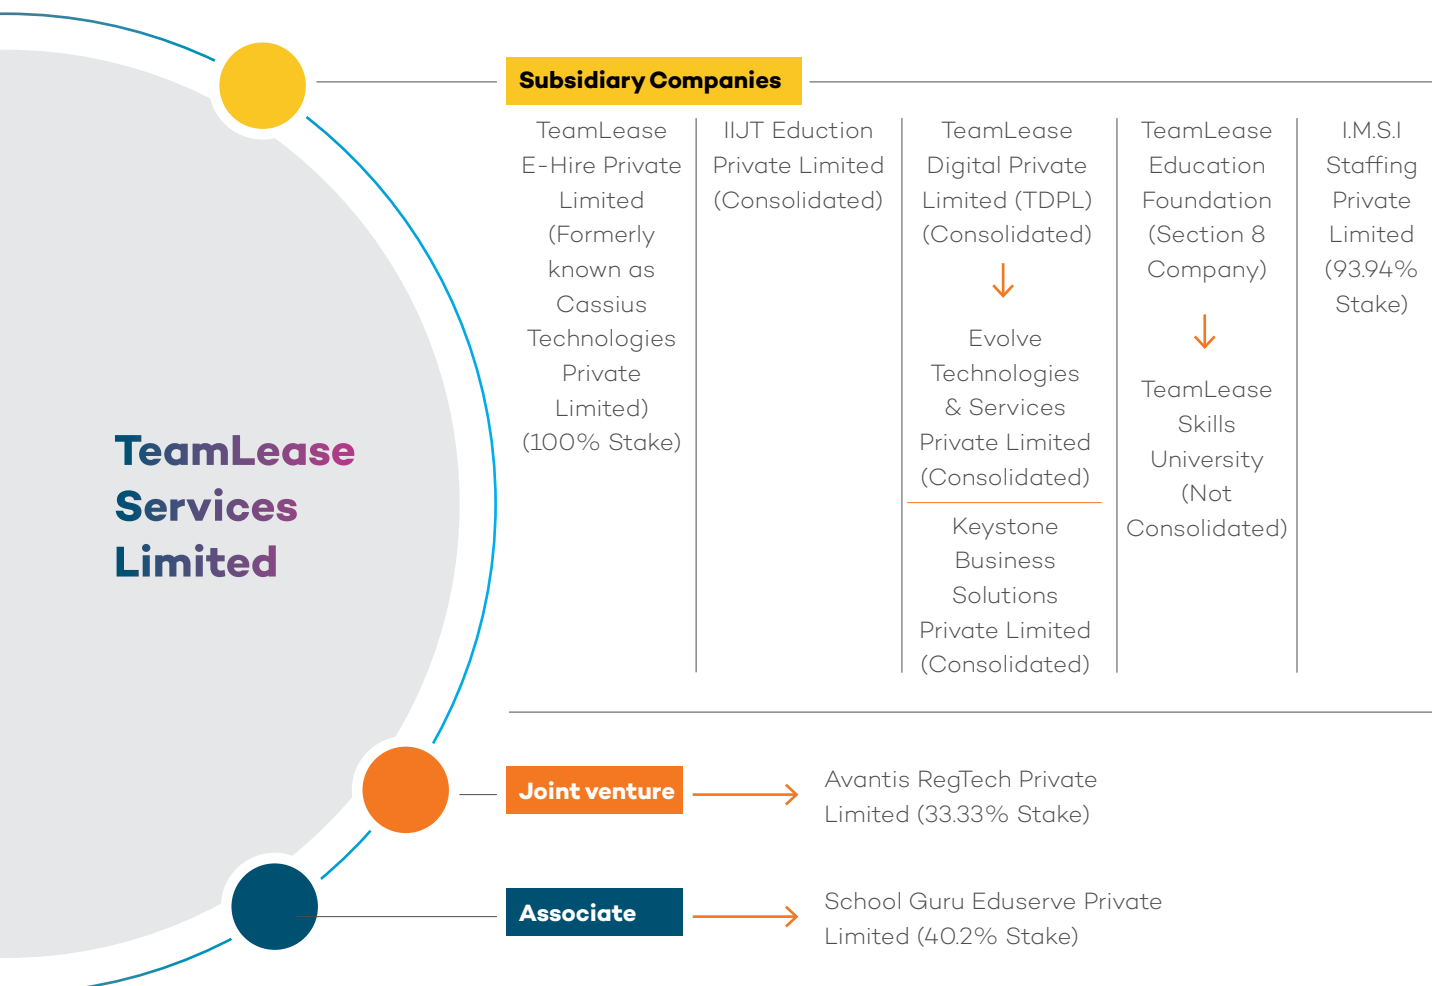 TeamLease
Services
Limited
Subsidiary Companies
TeamLease
E-Hire Private
Limited
(Formerly
known as
Cassius
Technologies
Private
Limited)
(100% Stake)
IIJT Eduction
Private Limited
(Consolidated)
TeamLease
Digital Private
Limited (TDPL)
(Consolidated)
Evolve
Technologies
& Services
Private Limited
(Consolidated)
Keystone
Business
Solutions
Private Limited
(Consolidated)
TeamLease
Education
Foundation
(Section 8
Company)
TeamLease
Skills
University
(Not
Consolidated)
I.M.S.I
Staffing
Private
Limited
(93.94%
Stake)
Joint venture
Avantis RegTech Private
Limited (33.33% Stake)
Associate
School Guru Eduserve Private
Limited (40.2% Stake)